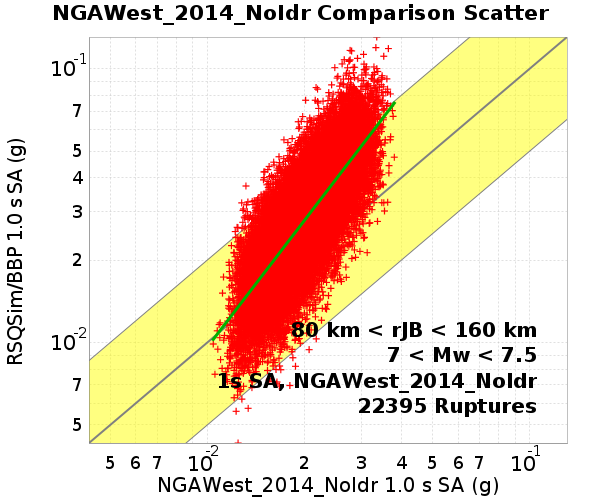 NGAWest_2014_NoIdr Comparison Scatter
RSQSim/BBP 1.0 s SA (g)
10-1
7
5
4
3
2
10-2
7
5
80 km < rJB < 160 km
7 < Mw < 7.5
1s SA, NGAWest_2014_NoIdr
22395 Ruptures
5 6 7 10-2 2 3 4 5 6 7 10-1
NGAWest_2014_NoIdr 1.0 s SA (g)